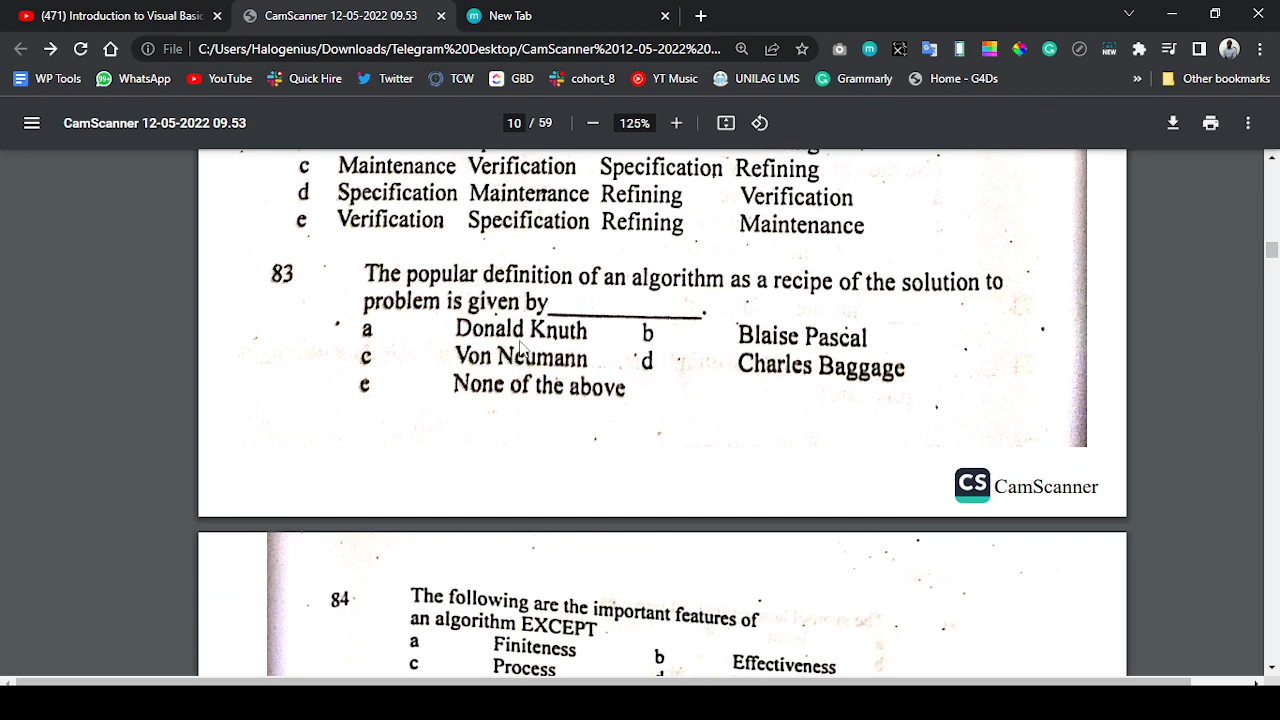 (471) Introduction to Visual Basic
CamScanner 12-05-2022 09.53
New Tab
File
C:/Users/Halogenius/Downloads/Telegram%20Desktop/CamScanner%2012-05-2022%20...
WP Tools
WhatsApp
YouTube
Quick Hire
Twitter
TCW
GBD
cohort_8
YT Music
UNILAG LMS
Grammarly
Home - G4Ds
»
Other bookmarks
CamScanner 12-05-2022 09.53
10 / 59
125%
c Maintenance Verification Specification Refining
d Specification Maintenance Refining Verification
e Verification Specification Refining Maintenance
83 The popular definition of an algorithm as a recipe of the solution to
problem is given by____________.
a Donald Knuth b Blaise Pascal
c Von Neumann d Charles Baggage
e None of the above
CS CamScanner
84 The following are the important features of
an algorithm EXCEPT
a Finiteness b Effectiveness
c Process